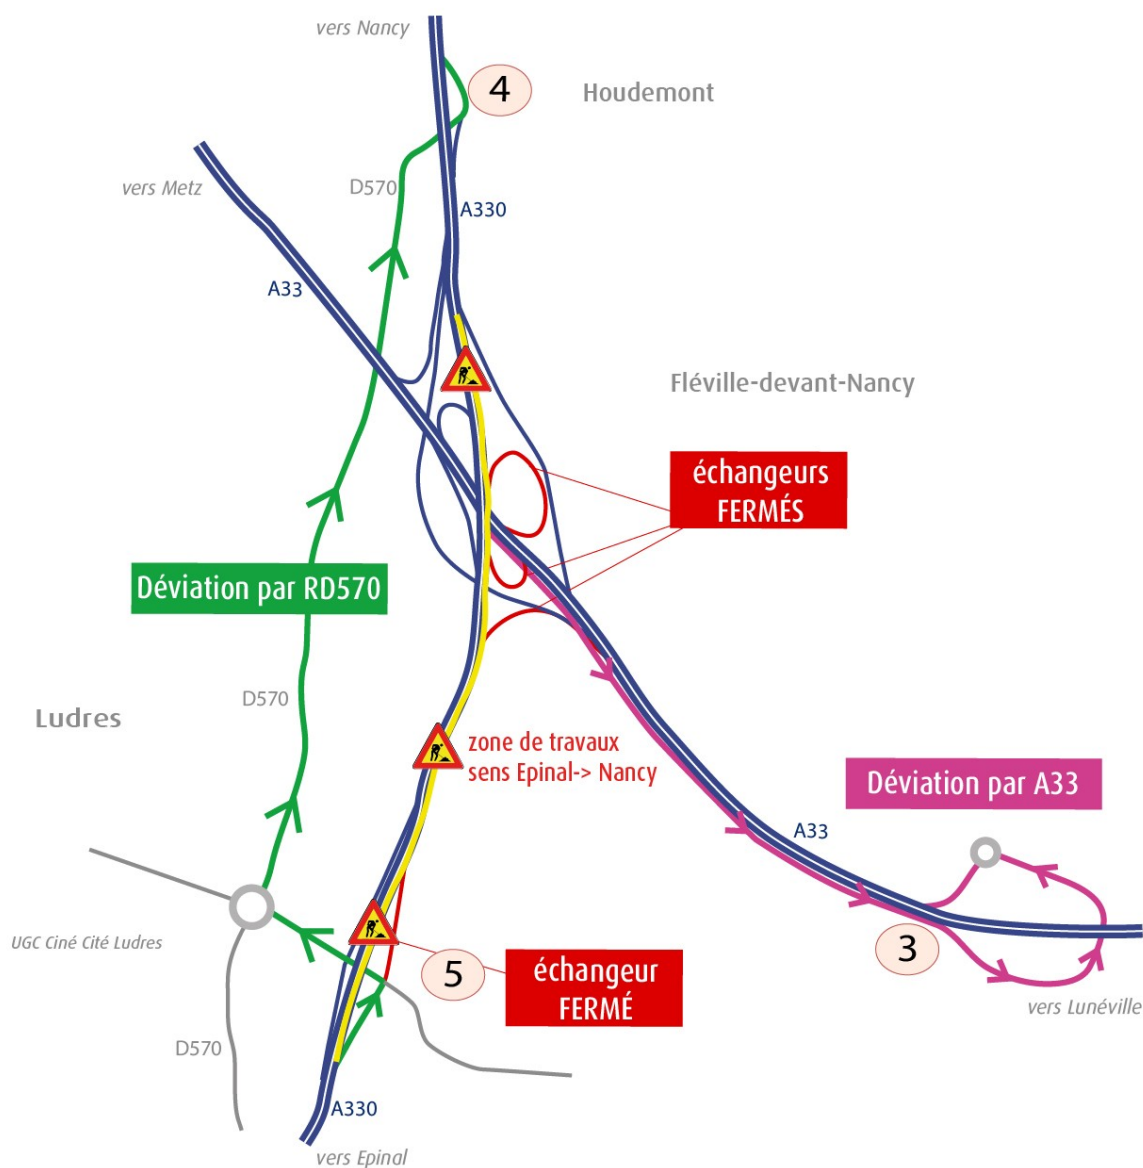 vers Nancy
4
Houdemont
vers Metz
D570
A330
A33
Fléville-devant-Nancy
échangeurs
FERMÉS
Déviation par RD570
D570
Ludres
zone de travaux
sens Epinal-> Nancy
Déviation par A33
A33
UGC Ciné Cité Ludres
5
échangeur
FERMÉ
3
vers Lunéville
D570
A330
vers Epinal